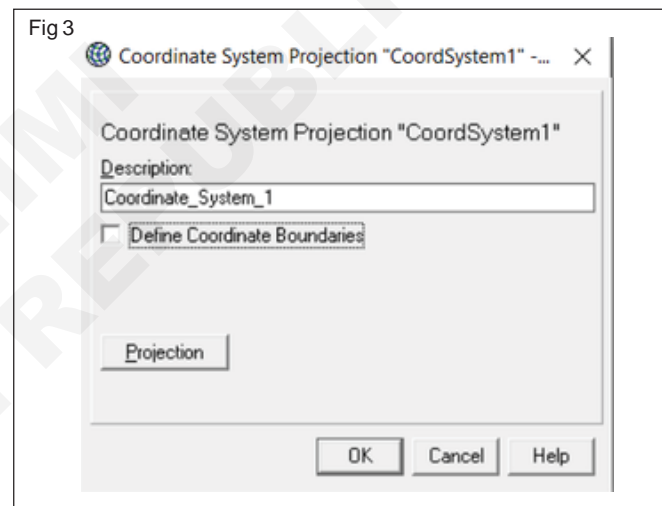 Fig 3
Coordinate System Projection "CoordSystem1" -...
Coordinate System Projection "CoordSystem1"
Description:
Coordinate_System_1
Define Coordinate Boundaries
Projection
OK Cancel Help